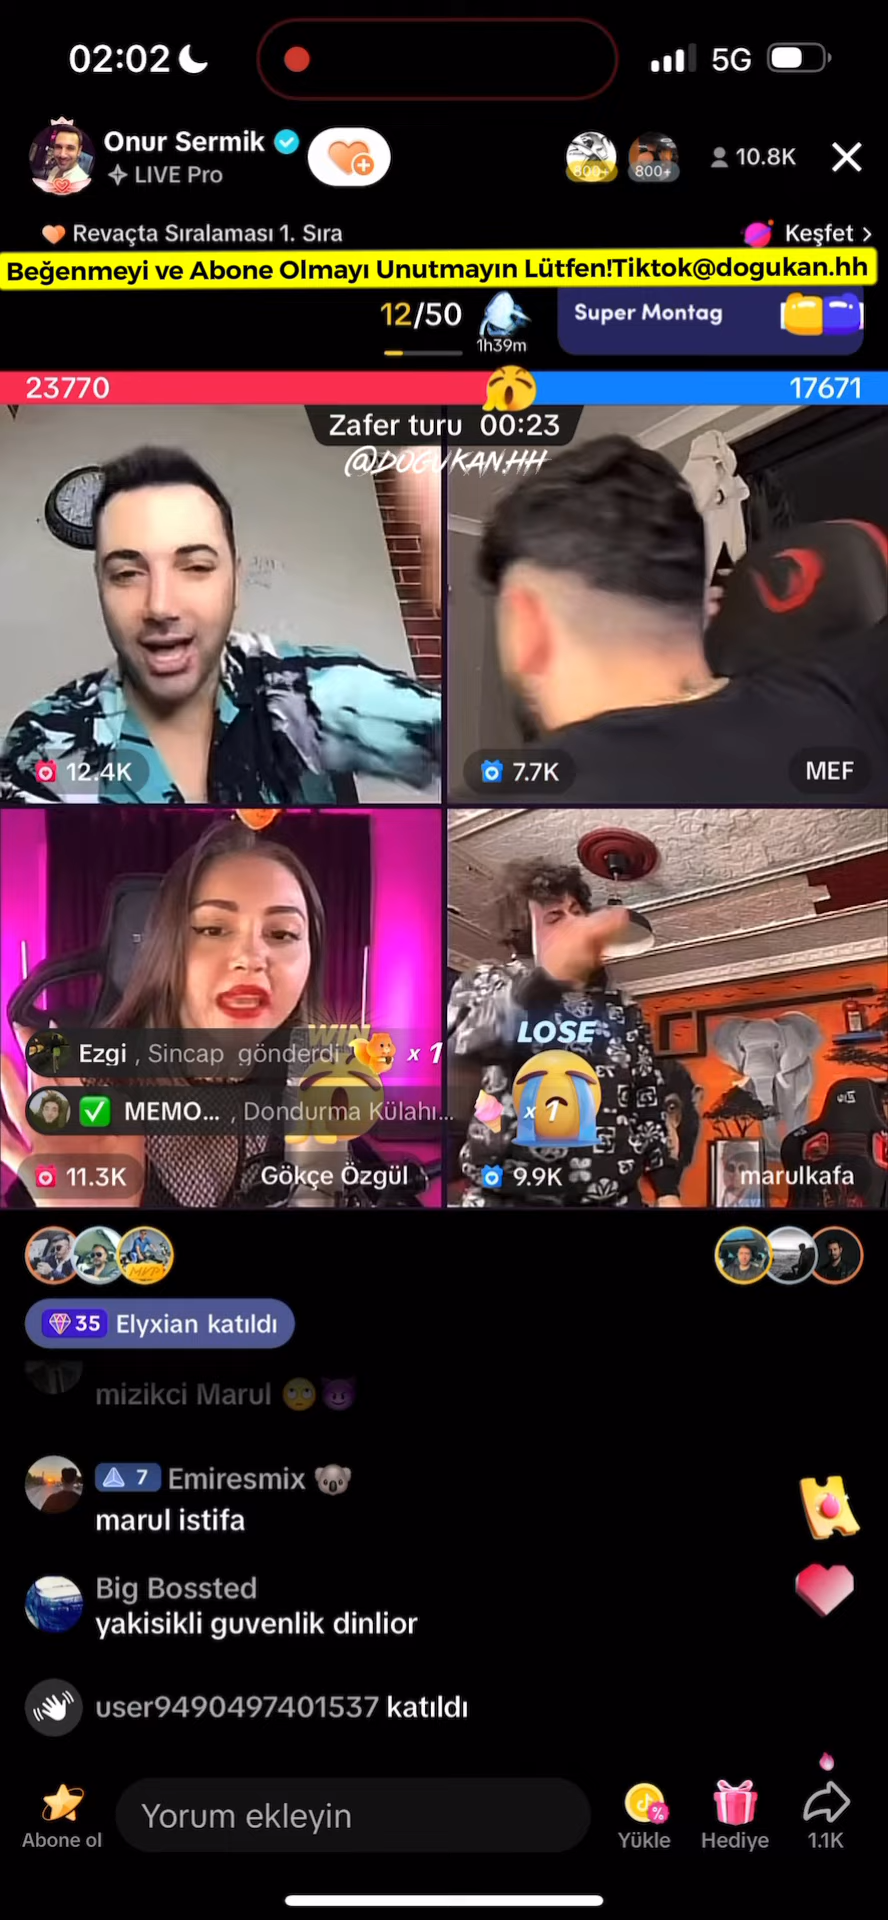 02:02
5G
Onur Sermik
LIVE Pro
800+
800+
10.8K
Revaçta Sıralaması 1. Sıra
Keşfet >
Beğenmeyi ve Abone Olmayı Unutmayın Lütfen!Tiktok@dogukan.hh
12/50
1h39m
Super Montag
23770
17671
Zafer turu 00:23
@DOGUKAN.HH
12.4K
7.7K
MEF
WIN
LOSE
Ezgi , Sincap gönderdi x 1
MEMO... , Dondurma Külahı... x 1
11.3K
Gökçe Özgül
9.9K
marulkafa
MVP
35 Elyxian katıldı
mizikci Marul 🙄😈
7 Emiresmix 🐨
marul istifa
Big Bossted
yakisikli guvenlik dinlior
user9490497401537 katıldı
Abone ol
Yorum ekleyin
Yükle
Hediye
1.1K